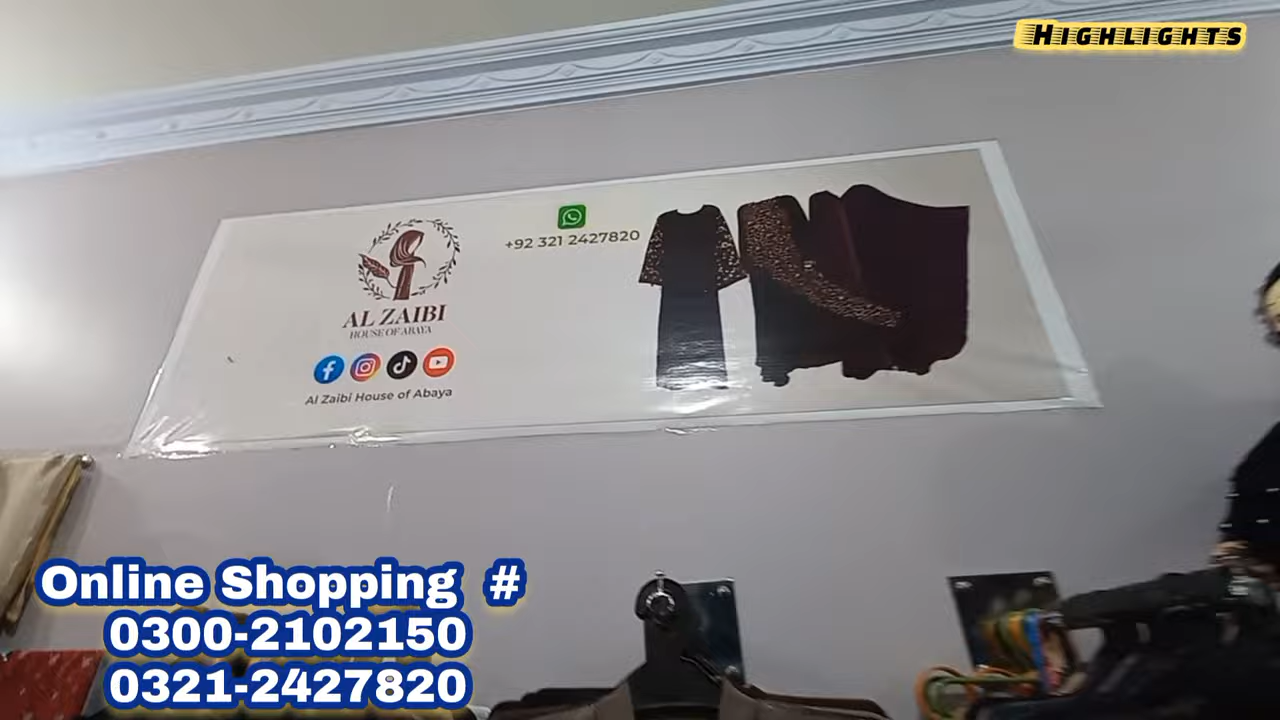 HIGHLIGHTS
+92 321 2427820
AL ZAIBI
HOUSE OF ABAYA
Al Zaibi House of Abaya
Online Shopping #
0300-2102150
0321-2427820